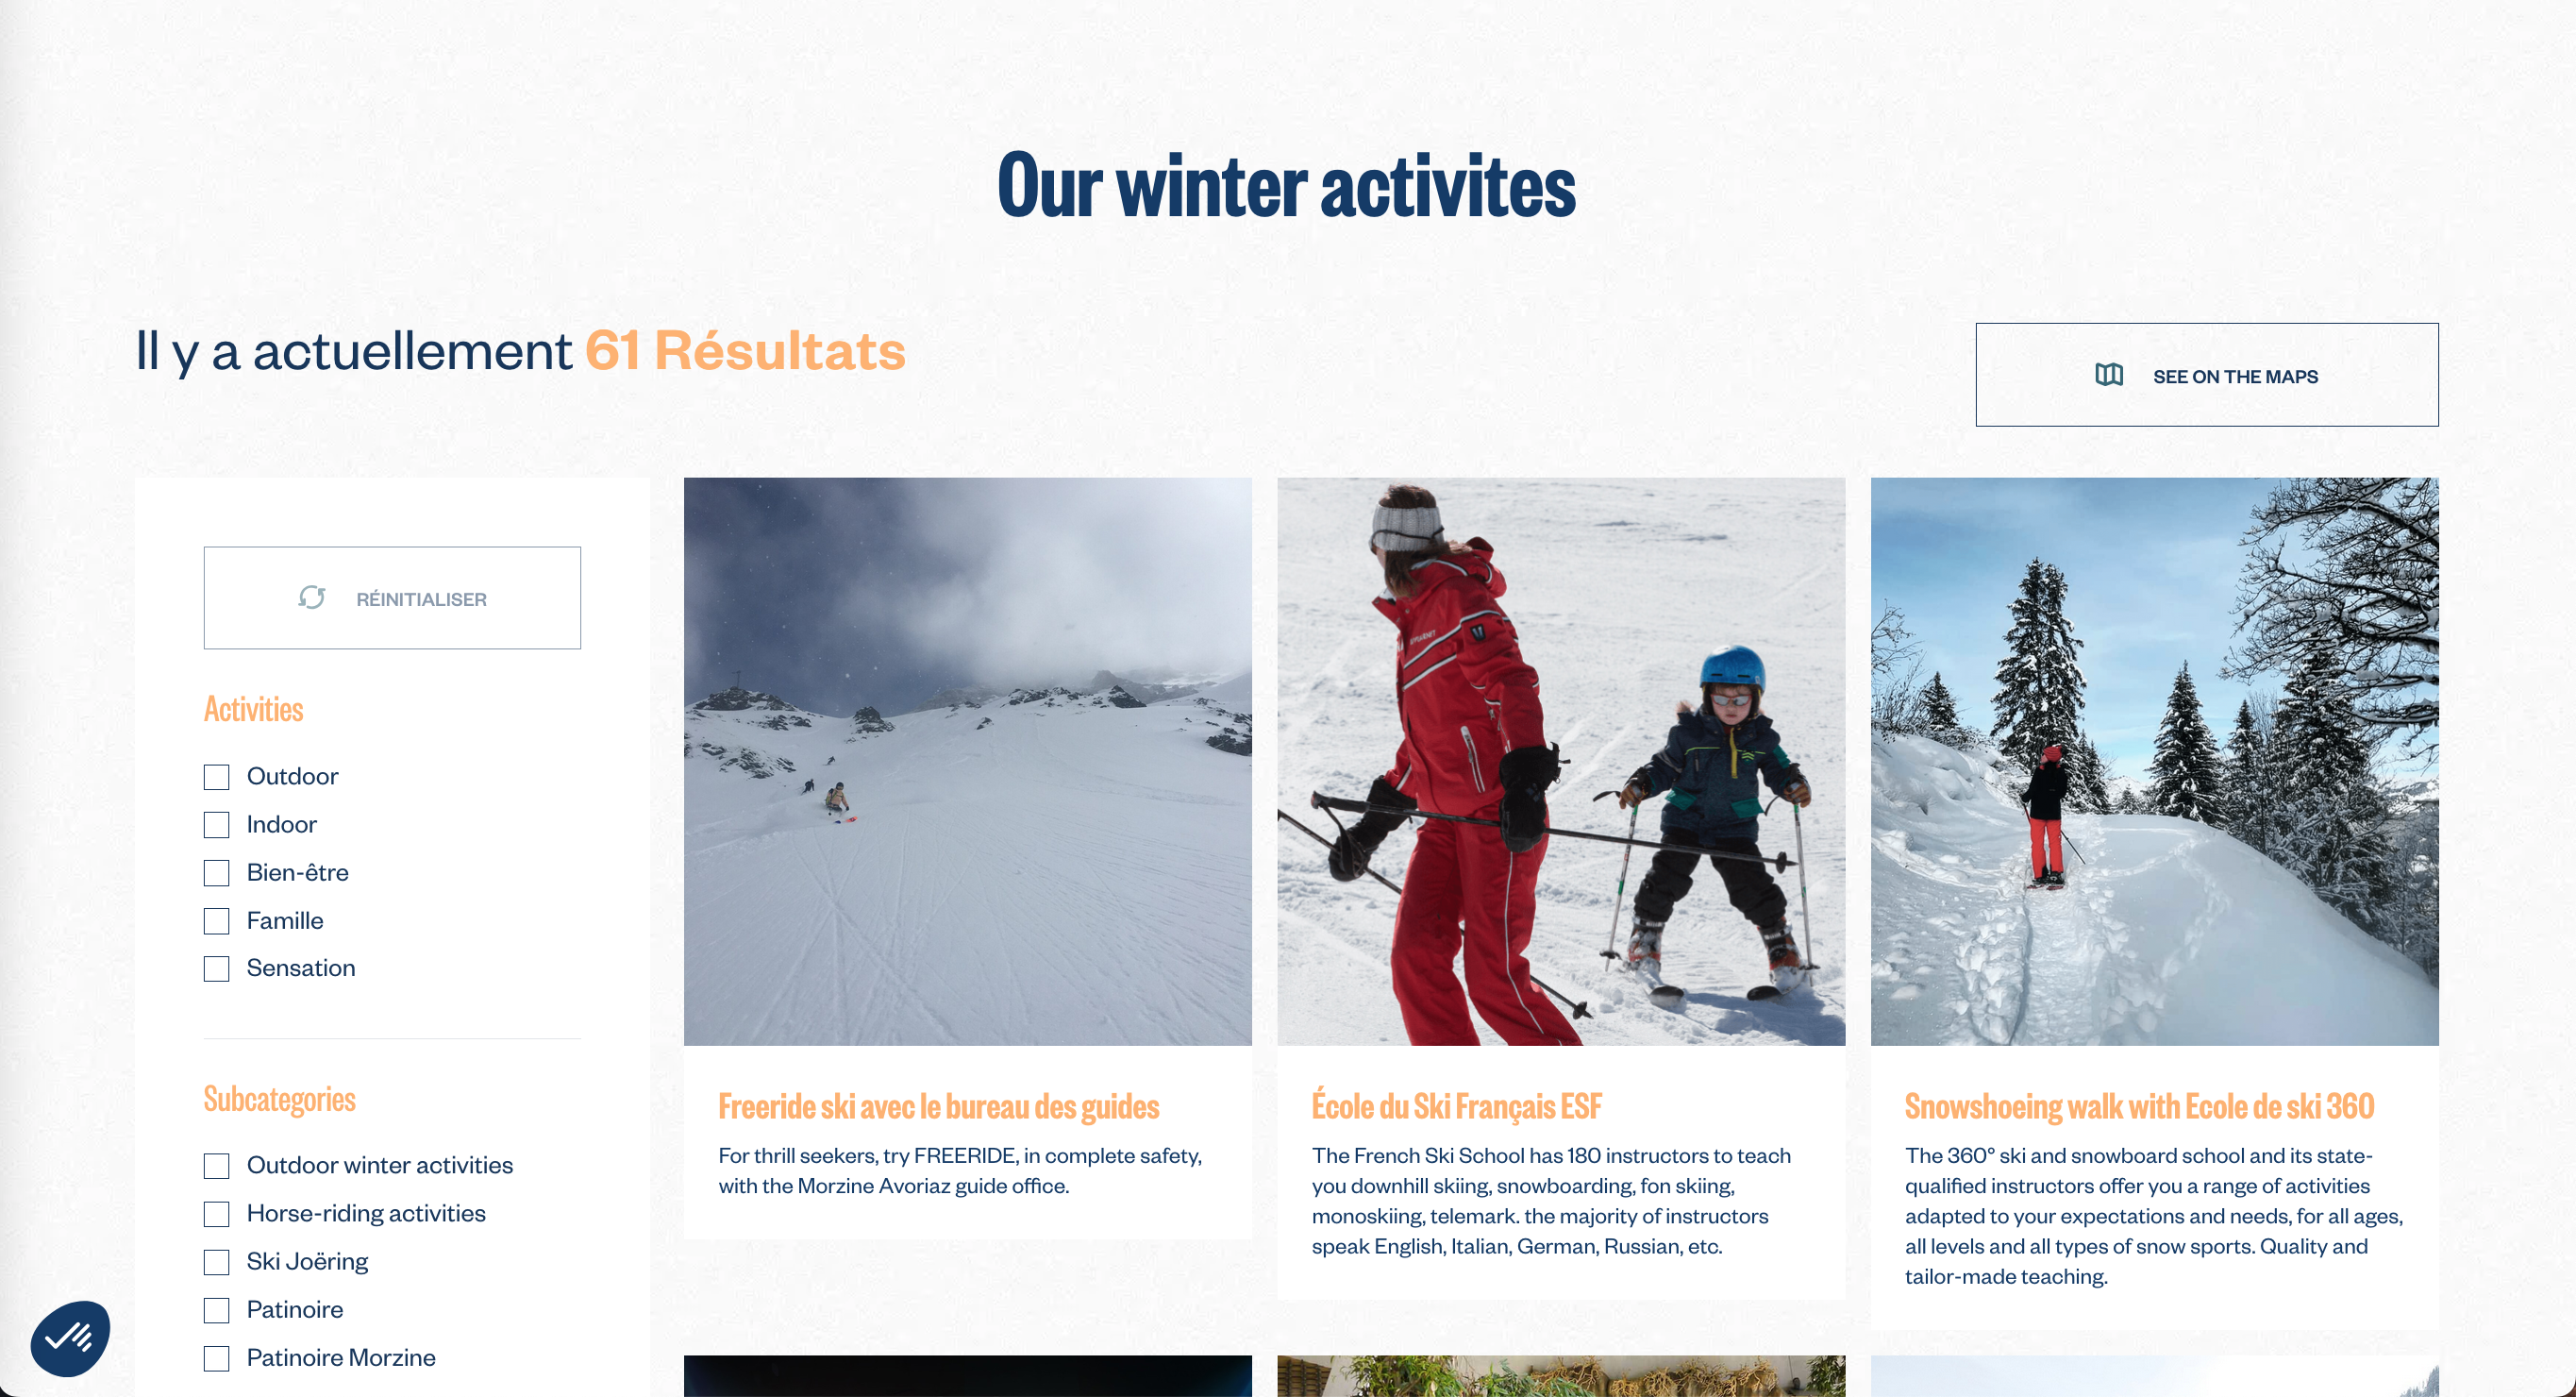 Our winter activites
Il y a actuellement 61 Résultats
SEE ON THE MAPS
RÉINITIALISER
Activities
Outdoor
Indoor
Bien-être
Famille
Sensation
Subcategories
Outdoor winter activities
Horse-riding activities
Ski Joëring
Patinoire
Patinoire Morzine
Freeride ski avec le bureau des guides
For thrill seekers, try FREERIDE, in complete safety,
with the Morzine Avoriaz guide office.
École du Ski Français ESF
The French Ski School has 180 instructors to teach
you downhill skiing, snowboarding, fon skiing,
monoskiing, telemark. the majority of instructors
speak English, Italian, German, Russian, etc.
Snowshoeing walk with Ecole de ski 360
The 360° ski and snowboard school and its state-
qualified instructors offer you a range of activities
adapted to your expectations and needs, for all ages,
all levels and all types of snow sports. Quality and
tailor-made teaching.